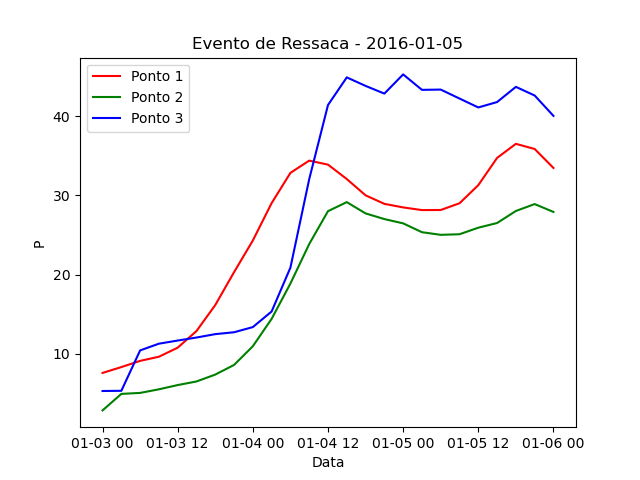 Evento de Ressaca - 2016-01-05
Ponto 1
Ponto 2
Ponto 3
40
30
20
10
P
01-03 00 01-03 12 01-04 00 01-04 12 01-05 00 01-05 12 01-06 00
Data